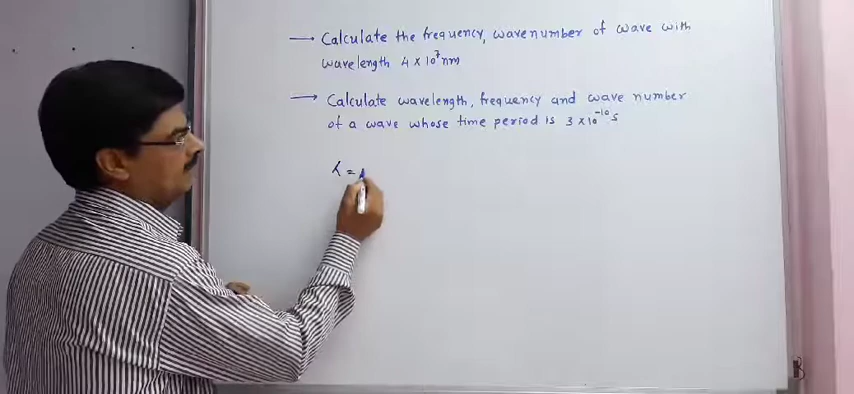 → Calculate the frequency, wavenumber of wave with
wavelength 4 x 10⁷ nm
→ Calculate wavelength, frequency and wave number
of a wave whose time period is 3 x 10⁻¹⁰ s
λ =